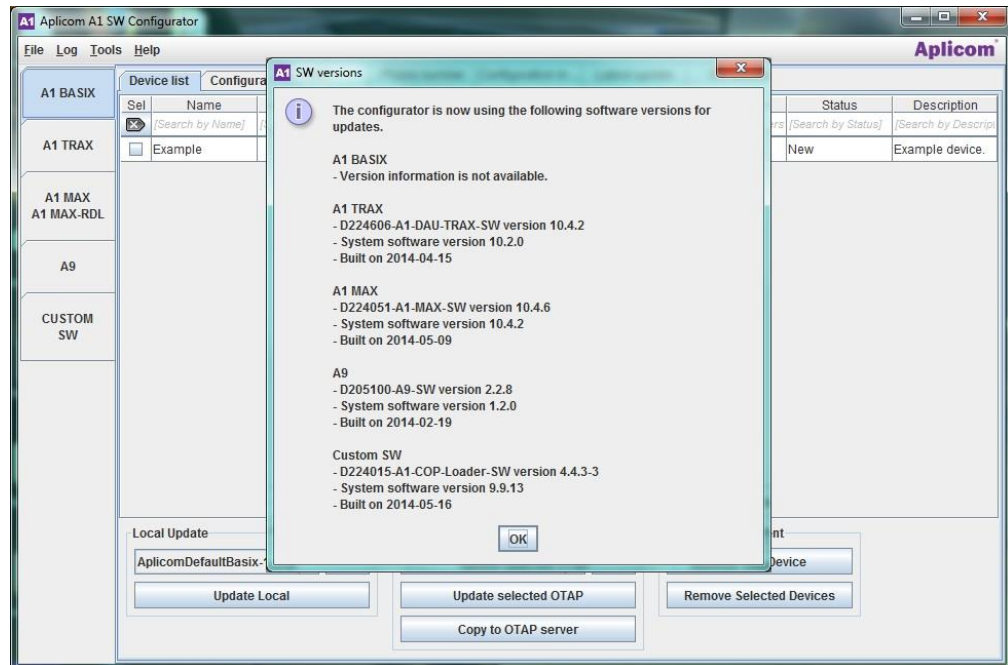 A1 Aplicom A1 SW Configurator
File Log Tools Help
Aplicom
A1 BASIX
A1 TRAX
A1 MAX
A1 MAX-RDL
A9
CUSTOM
SW
Device list Configura
Sel Name Status Description
[Search by Name] [Search by Status] [Search by Descrip
Example New Example device.
A1 SW versions
The configurator is now using the following software versions for
updates.
A1 BASIX
- Version information is not available.
A1 TRAX
- D224606-A1-DAU-TRAX-SW version 10.4.2
- System software version 10.2.0
- Built on 2014-04-15
A1 MAX
- D224051-A1-MAX-SW version 10.4.6
- System software version 10.4.2
- Built on 2014-05-09
A9
- D205100-A9-SW version 2.2.8
- System software version 1.2.0
- Built on 2014-02-19
Custom SW
- D224015-A1-COP-Loader-SW version 4.4.3-3
- System software version 9.9.13
- Built on 2014-05-16
OK
Local Update
AplicomDefaultBasix-
Device
Update Local Update selected OTAP Remove Selected Devices
Copy to OTAP server